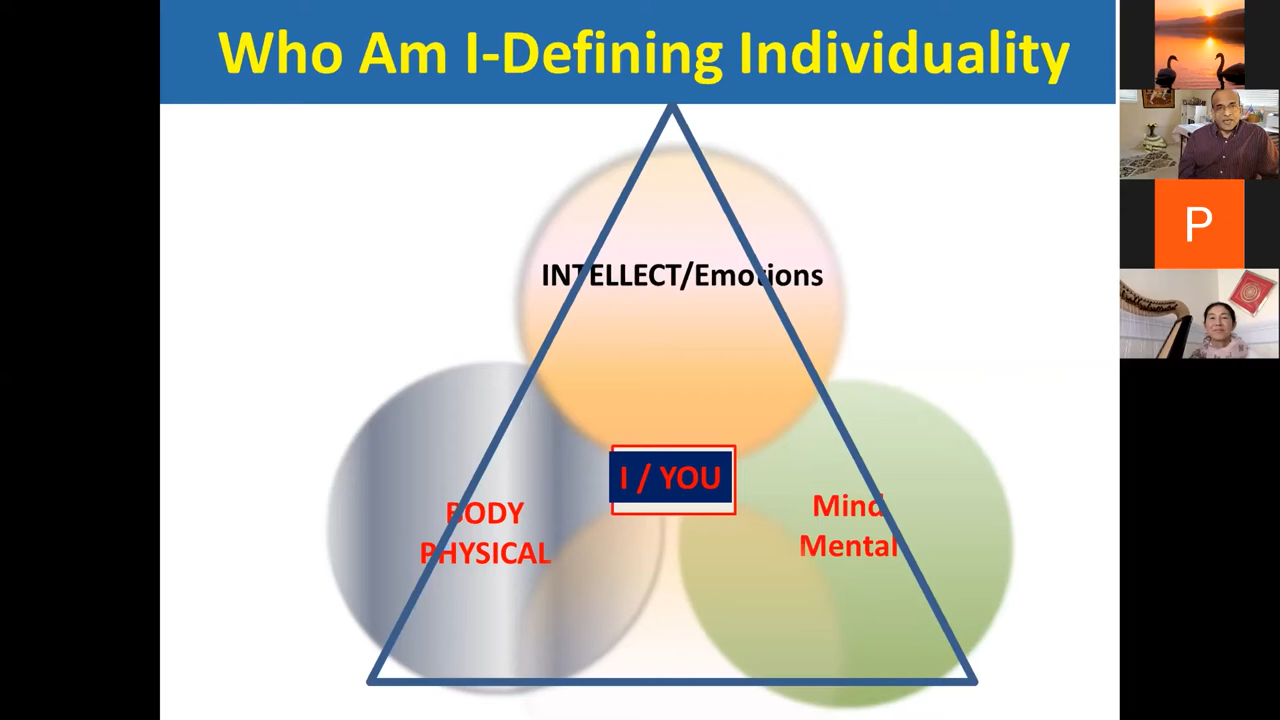 Who Am I-Defining Individuality
INTELLECT/Emotions
I / YOU
BODY
PHYSICAL
Mind
Mental
P